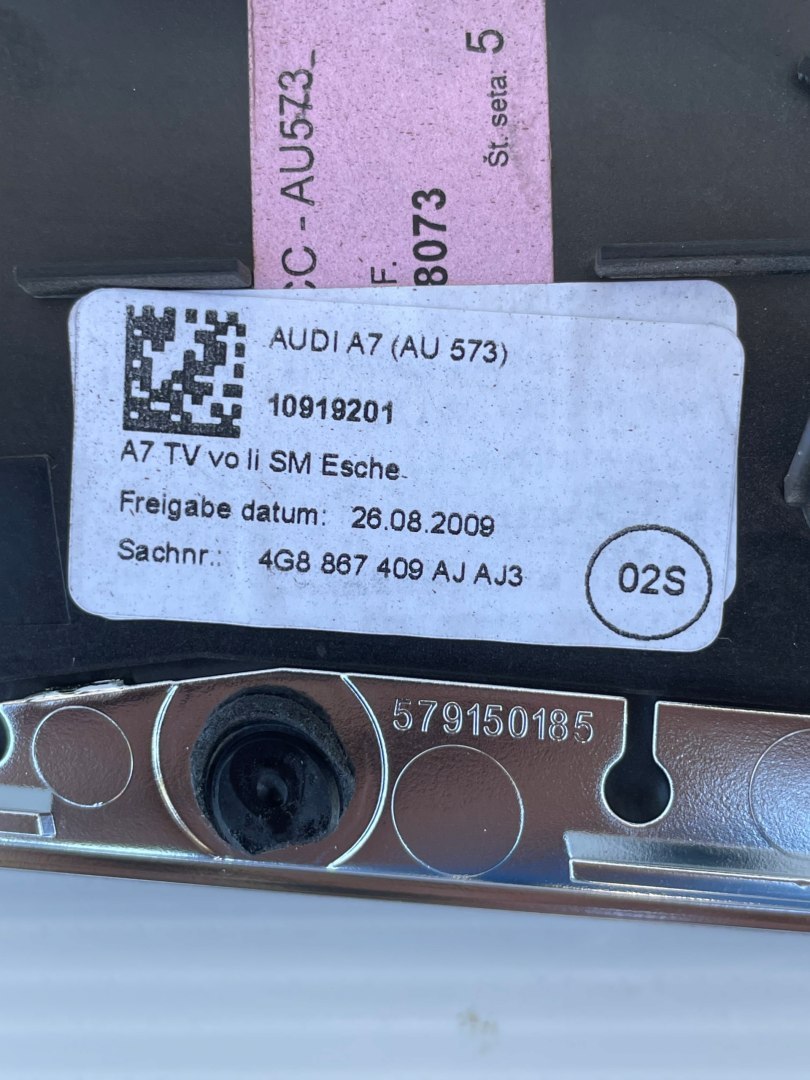 CC - AU573_
F.
8073
Št. seta: 5
AUDI A7 (AU 573)
10919201
A7 TV vo li SM Esche
Freigabe datum: 26.08.2009
Sachnr.: 4G8 867 409 AJ AJ3
02S
579150185